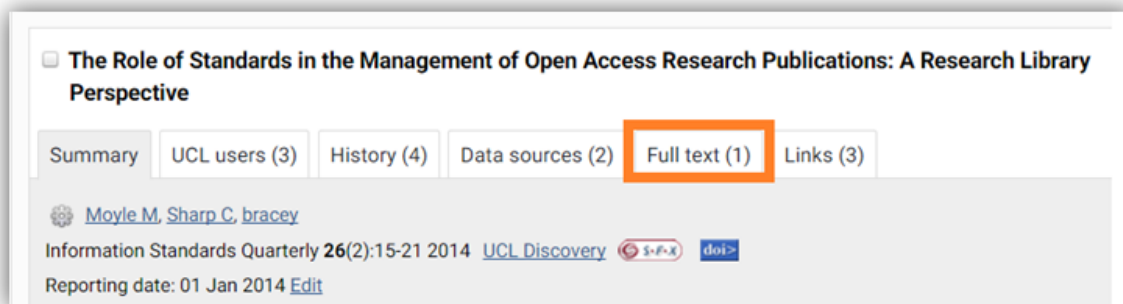 The Role of Standards in the Management of Open Access Research Publications: A Research Library
Perspective
Summary UCL users (3) History (4) Data sources (2) Full text (1) Links (3)
Moyle M, Sharp C, bracey
Information Standards Quarterly 26(2):15-21 2014 UCL Discovery S·F·X doi>
Reporting date: 01 Jan 2014 Edit